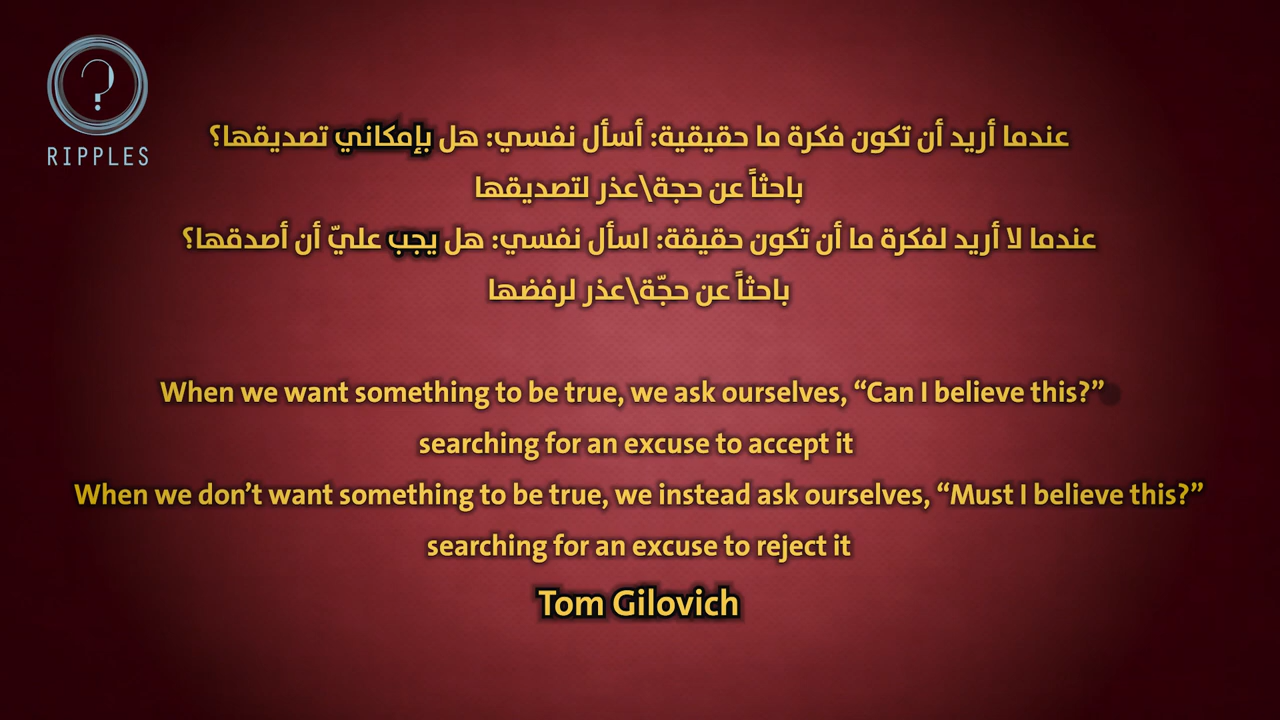 ?
RIPPLES
عندما أريد أن تكون فكرة ما حقيقية: أسأل نفسي: هل بإمكاني تصديقها؟
باحثاً عن حجة\عذر لتصديقها
عندما لا أريد لفكرة ما أن تكون حقيقة: اسأل نفسي: هل يجب عليّ أن أصدقها؟
باحثاً عن حجّة\عذر لرفضها
When we want something to be true, we ask ourselves, “Can I believe this?”
searching for an excuse to accept it
When we don’t want something to be true, we instead ask ourselves, “Must I believe this?”
searching for an excuse to reject it
Tom Gilovich